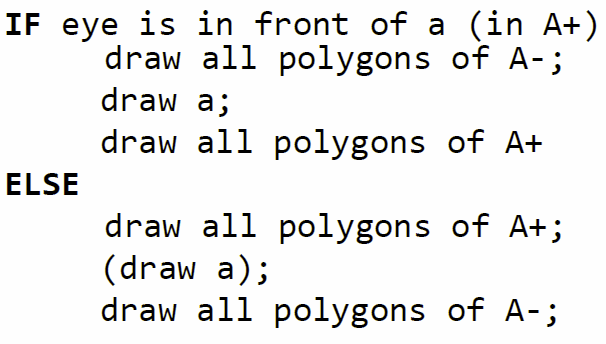 IF eye is in front of a (in A+)
draw all polygons of A-;
draw a;
draw all polygons of A+
ELSE
draw all polygons of A+;
(draw a);
draw all polygons of A-;